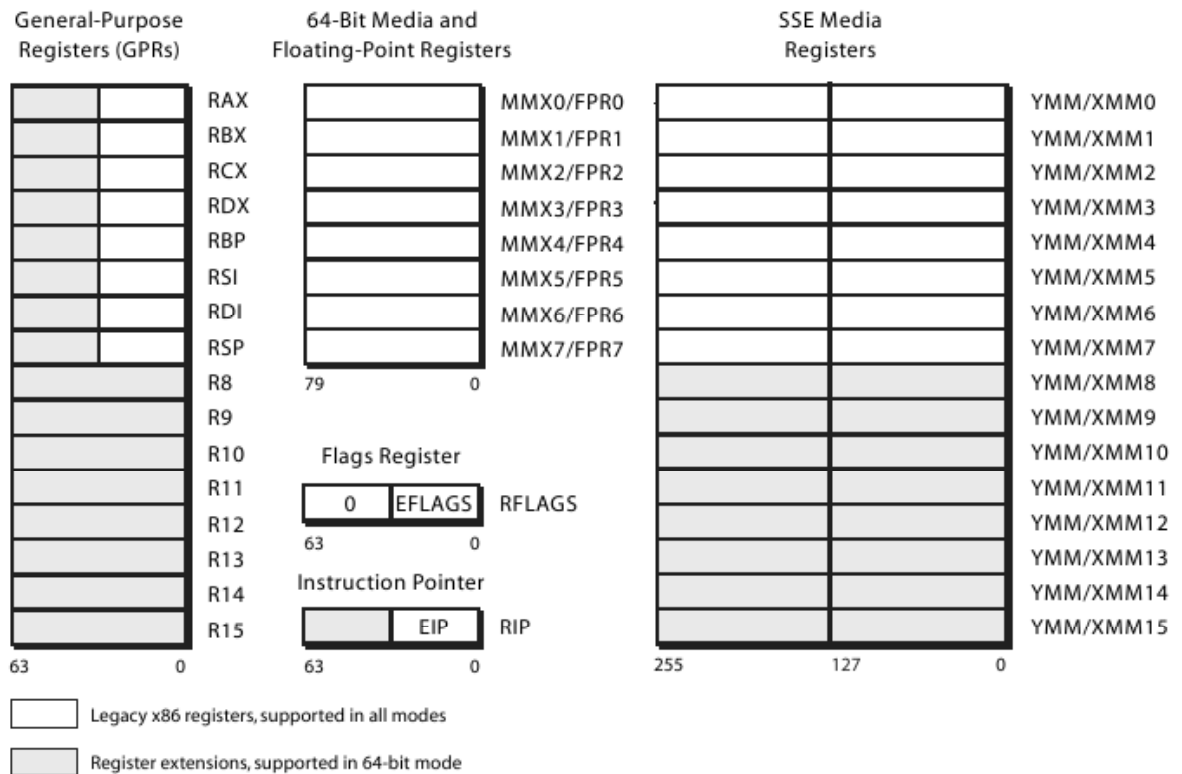 General-Purpose
Registers (GPRs)
64-Bit Media and
Floating-Point Registers
SSE Media
Registers
RAX
RBX
RCX
RDX
RBP
RSI
RDI
RSP
R8
R9
R10
R11
R12
R13
R14
R15
63 0
MMX0/FPR0
MMX1/FPR1
MMX2/FPR2
MMX3/FPR3
MMX4/FPR4
MMX5/FPR5
MMX6/FPR6
MMX7/FPR7
79 0
Flags Register
0 EFLAGS RFLAGS
63 0
Instruction Pointer
EIP RIP
63 0
YMM/XMM0
YMM/XMM1
YMM/XMM2
YMM/XMM3
YMM/XMM4
YMM/XMM5
YMM/XMM6
YMM/XMM7
YMM/XMM8
YMM/XMM9
YMM/XMM10
YMM/XMM11
YMM/XMM12
YMM/XMM13
YMM/XMM14
YMM/XMM15
255 127 0
Legacy x86 registers, supported in all modes
Register extensions, supported in 64-bit mode